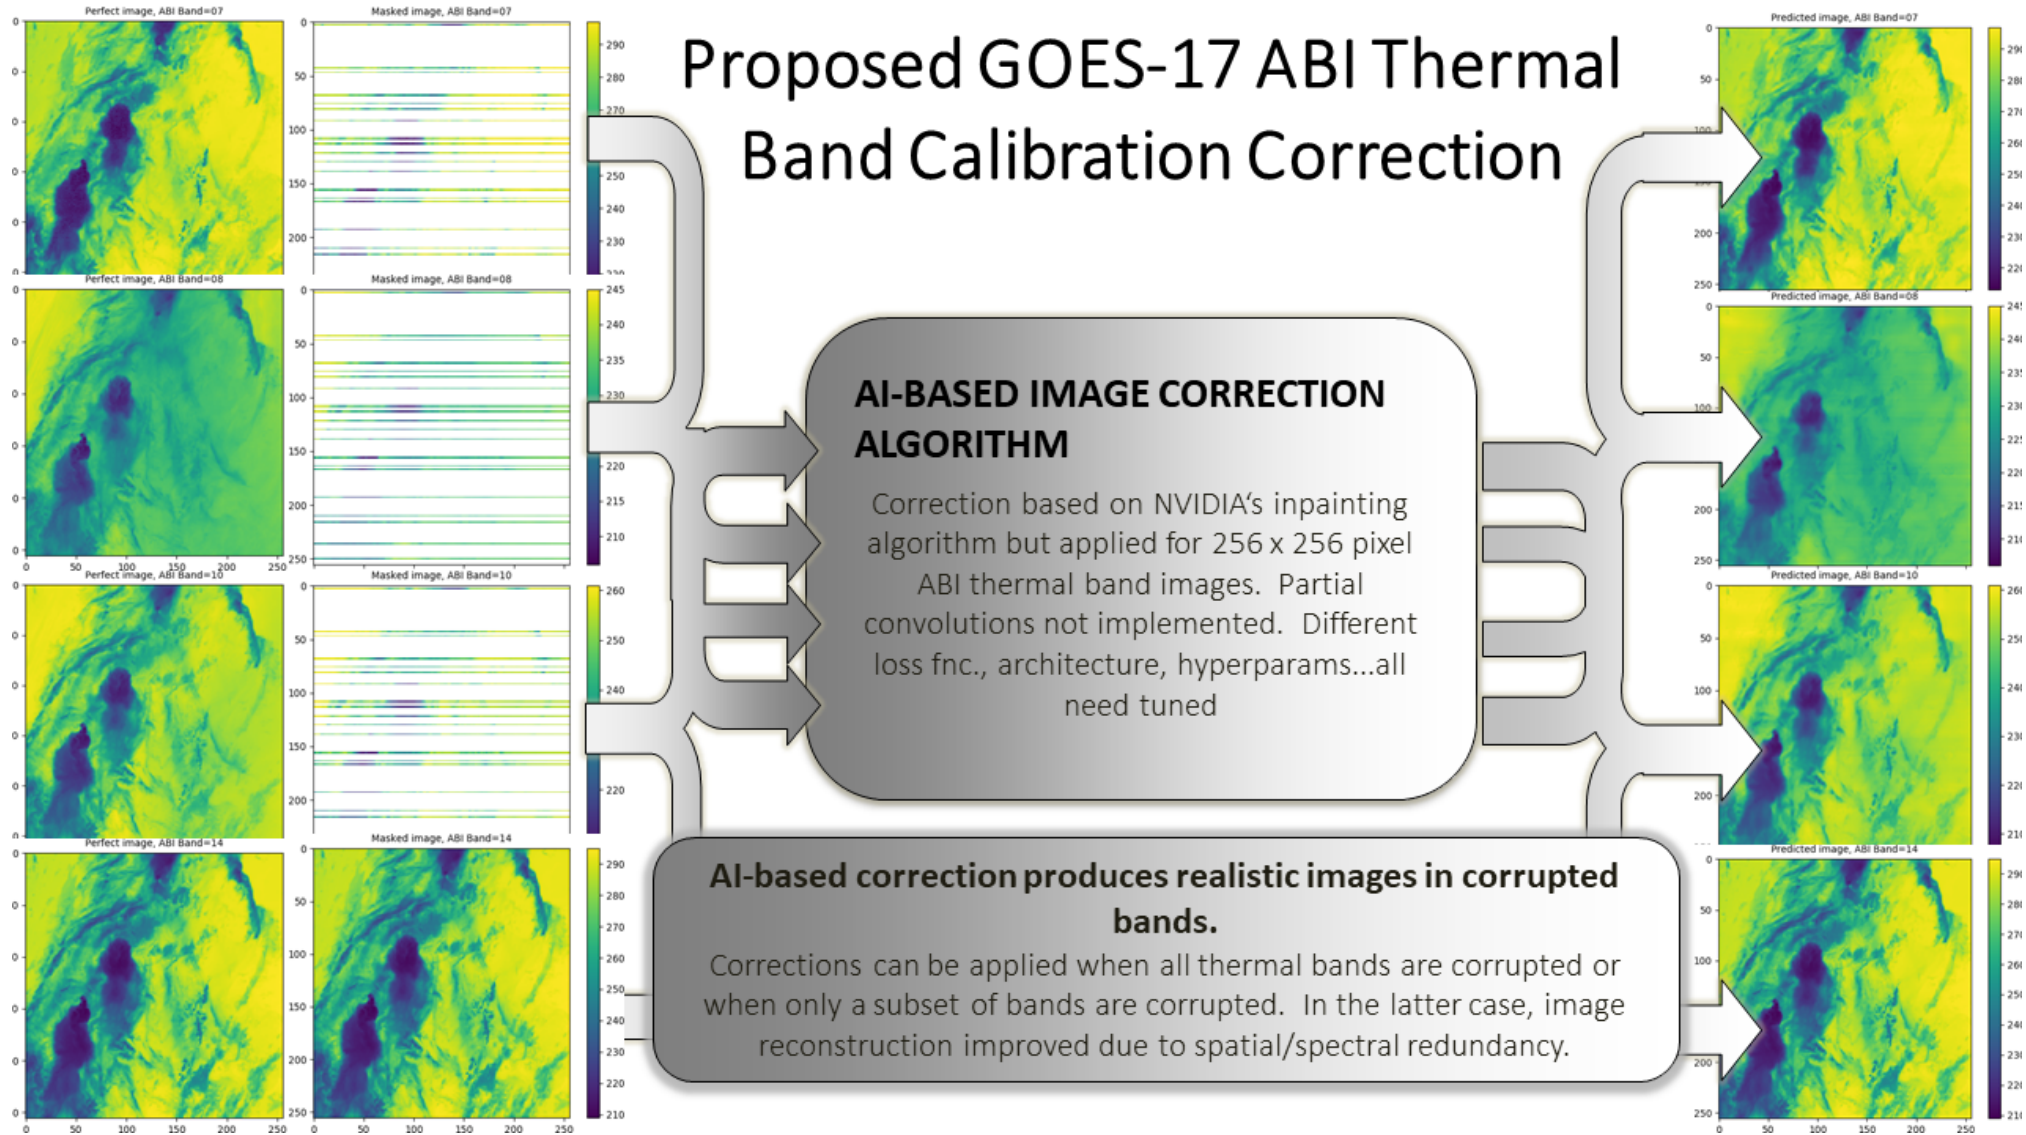 Proposed GOES-17 ABI Thermal
Band Calibration Correction
Perfect image, ABI Band=07
Masked image, ABI Band=07
Predicted image, ABI Band=07
Perfect image, ABI Band=08
Masked image, ABI Band=08
Predicted image, ABI Band=08
Perfect image, ABI Band=10
Masked image, ABI Band=10
Predicted image, ABI Band=10
Perfect image, ABI Band=14
Masked image, ABI Band=14
Predicted image, ABI Band=14
AI-BASED IMAGE CORRECTION
ALGORITHM
Correction based on NVIDIA‘s inpainting
algorithm but applied for 256 x 256 pixel
ABI thermal band images. Partial
convolutions not implemented. Different
loss fnc., architecture, hyperparams...all
need tuned
AI-based correction produces realistic images in corrupted
bands.
Corrections can be applied when all thermal bands are corrupted or
when only a subset of bands are corrupted. In the latter case, image
reconstruction improved due to spatial/spectral redundancy.